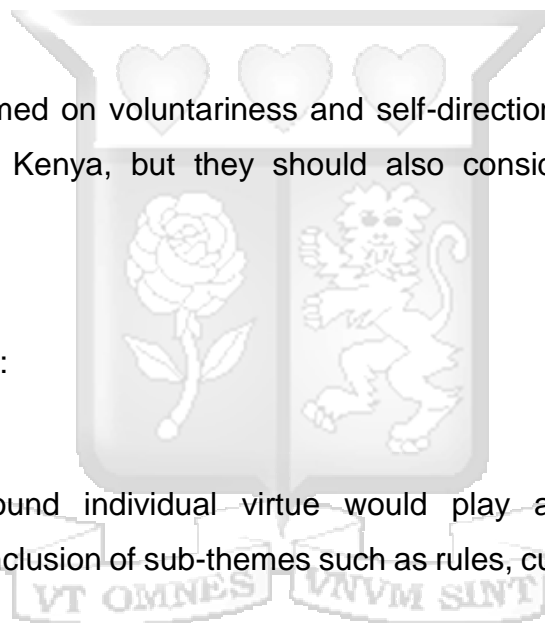 med on voluntariness and self-direction
Kenya, but they should also consid
:
ound individual virtue would play a
nclusion of sub-themes such as rules, cu
VT OMNES VNVM SINT